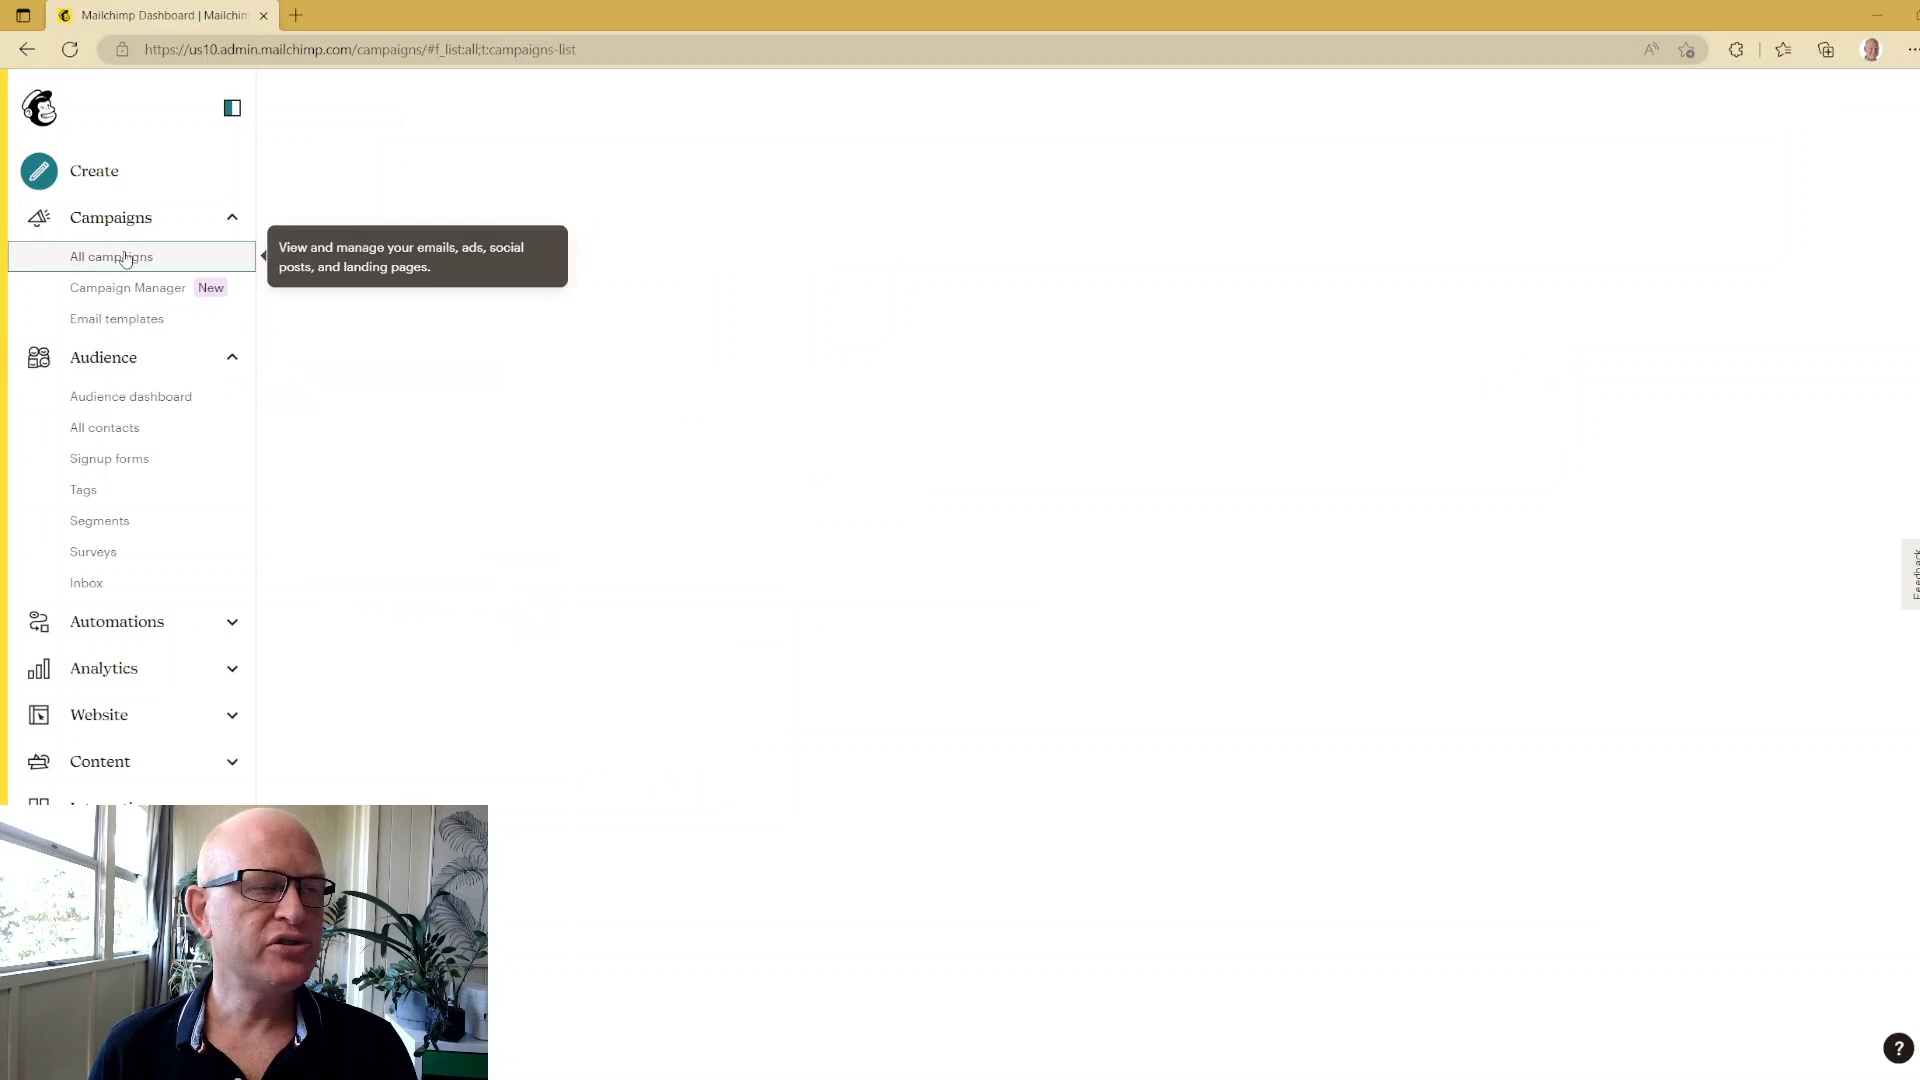 Mailchimp Dashboard | Mailchim
https://us10.admin.mailchimp.com/campaigns/#f_list:all;t:campaigns-list
Create
Campaigns
All campaigns
View and manage your emails, ads, social
posts, and landing pages.
Campaign Manager New
Email templates
Audience
Audience dashboard
All contacts
Signup forms
Tags
Segments
Surveys
Inbox
Feedback
Automations
Analytics
Website
Content
?